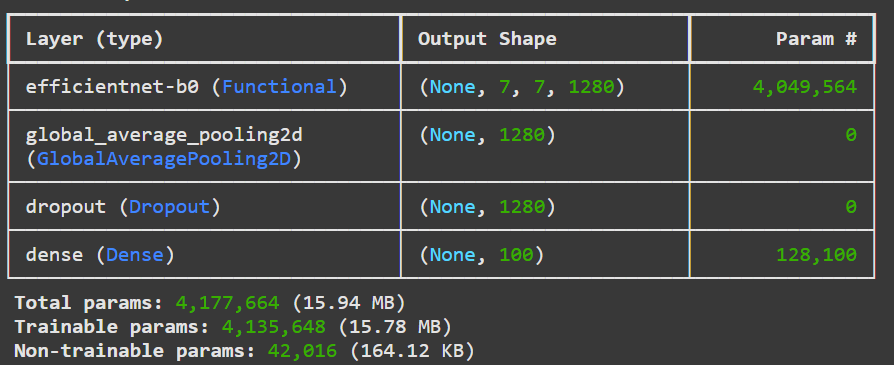 Layer (type) Output Shape Param #
efficientnet-b0 (Functional) (None, 7, 7, 1280) 4,049,564
global_average_pooling2d (None, 1280) 0
(GlobalAveragePooling2D)
dropout (Dropout) (None, 1280) 0
dense (Dense) (None, 100) 128,100
Total params: 4,177,664 (15.94 MB)
Trainable params: 4,135,648 (15.78 MB)
Non-trainable params: 42,016 (164.12 KB)